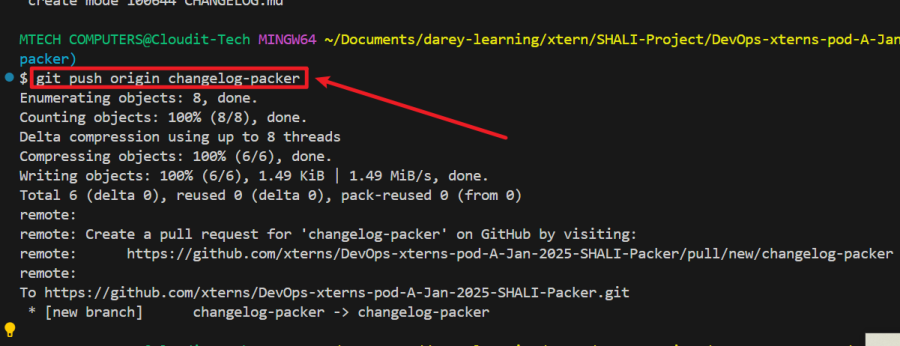 create mode 100644 CHANGELOG.md
MTECH COMPUTERS@Cloudit-Tech MINGW64 ~/Documents/darey-learning/xtern/SHALI-Project/DevOps-xterns-pod-A-Jan
packer)
$ git push origin changelog-packer
Enumerating objects: 8, done.
Counting objects: 100% (8/8), done.
Delta compression using up to 8 threads
Compressing objects: 100% (6/6), done.
Writing objects: 100% (6/6), 1.49 KiB | 1.49 MiB/s, done.
Total 6 (delta 0), reused 0 (delta 0), pack-reused 0 (from 0)
remote:
remote: Create a pull request for 'changelog-packer' on GitHub by visiting:
remote:      https://github.com/xterns/DevOps-xterns-pod-A-Jan-2025-SHALI-Packer/pull/new/changelog-packer
remote:
To https://github.com/xterns/DevOps-xterns-pod-A-Jan-2025-SHALI-Packer.git
 * [new branch]      changelog-packer -> changelog-packer